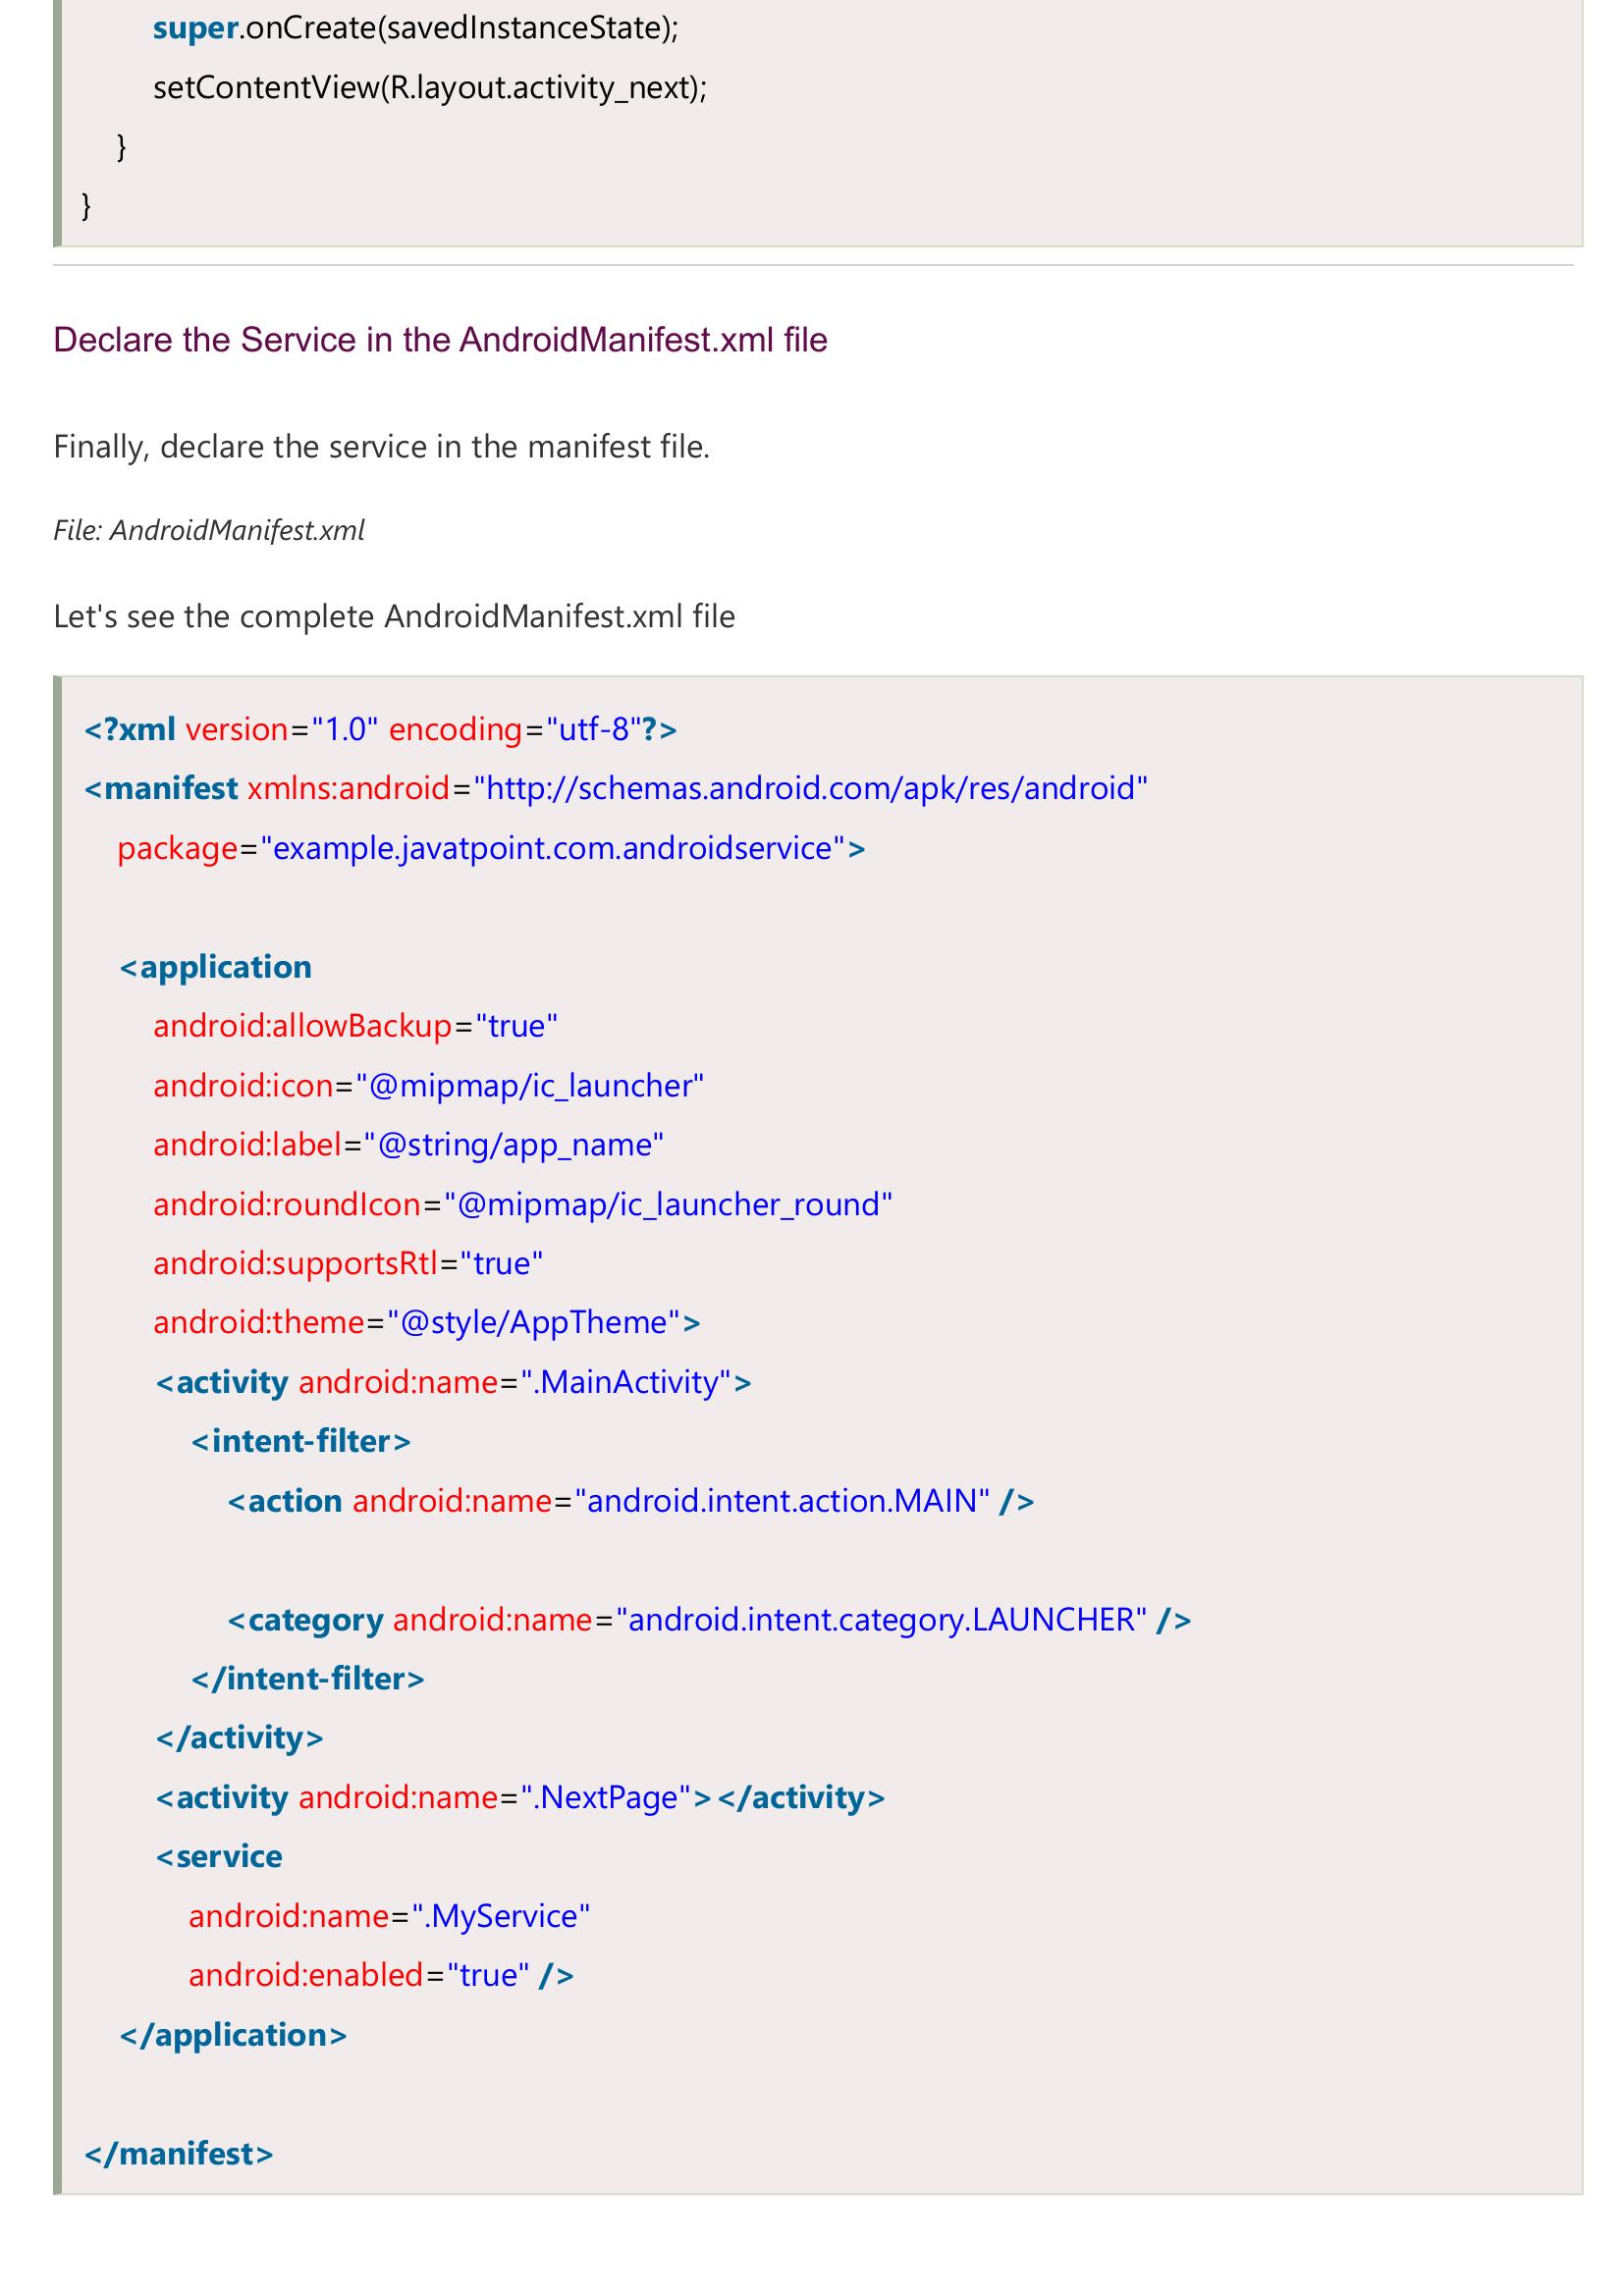 super.onCreate(savedInstanceState);
setContentView(R.layout.activity_next);
}
}
Declare the Service in the AndroidManifest.xml file
Finally, declare the service in the manifest file.
File: AndroidManifest.xml
Let's see the complete AndroidManifest.xml file
<?xml version="1.0" encoding="utf-8"?>
<manifest xmlns:android="http://schemas.android.com/apk/res/android"
package="example.javatpoint.com.androidservice">
<application
android:allowBackup="true"
android:icon="@mipmap/ic_launcher"
android:label="@string/app_name"
android:roundIcon="@mipmap/ic_launcher_round"
android:supportsRtl="true"
android:theme="@style/AppTheme">
<activity android:name=".MainActivity">
<intent-filter>
<action android:name="android.intent.action.MAIN" />
<category android:name="android.intent.category.LAUNCHER" />
</intent-filter>
</activity>
<activity android:name=".NextPage"></activity>
<service
android:name=".MyService"
android:enabled="true" />
</application>
</manifest>